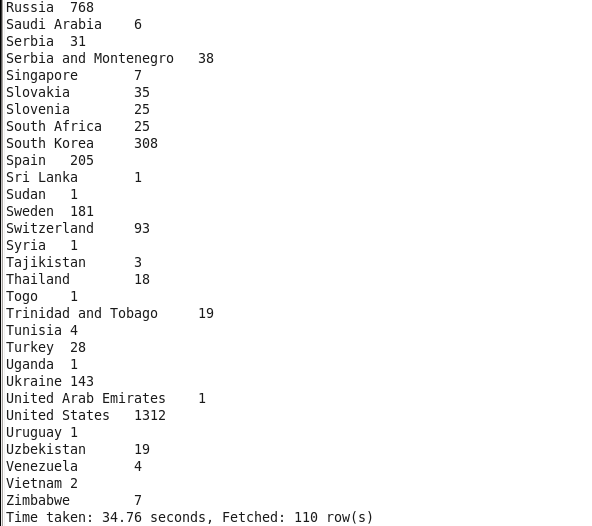 Russia	768
Saudi Arabia	6
Serbia	31
Serbia and Montenegro	38
Singapore	7
Slovakia	35
Slovenia	25
South Africa	25
South Korea	308
Spain	205
Sri Lanka	1
Sudan	1
Sweden	181
Switzerland	93
Syria	1
Tajikistan	3
Thailand	18
Togo	1
Trinidad and Tobago	19
Tunisia	4
Turkey	28
Uganda	1
Ukraine	143
United Arab Emirates	1
United States	1312
Uruguay	1
Uzbekistan	19
Venezuela	4
Vietnam	2
Zimbabwe	7
Time taken: 34.76 seconds, Fetched: 110 row(s)